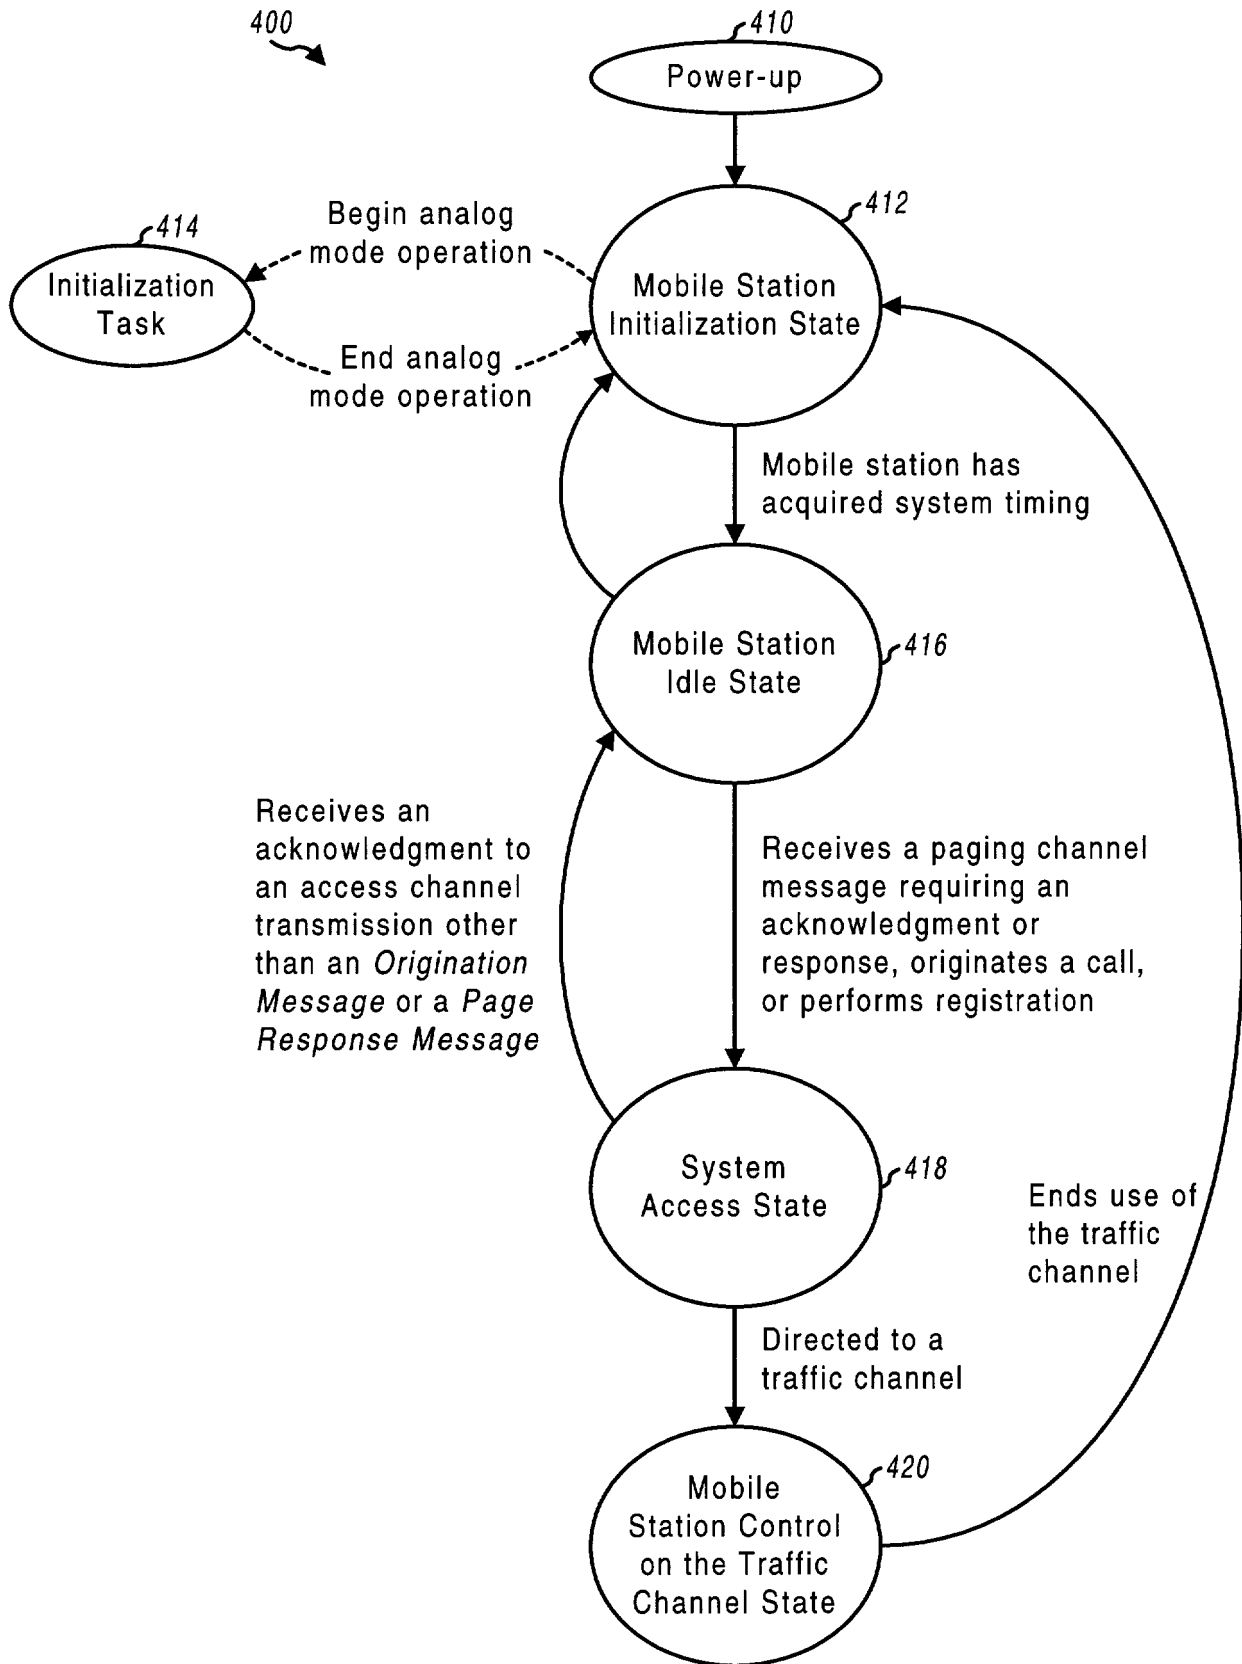 400
410
Power-up
412
414
Begin analog
mode operation
Initialization
Task
Mobile Station
Initialization State
End analog
mode operation
Mobile station has
acquired system timing
416
Mobile Station
Idle State
Receives an
acknowledgment to
an access channel
transmission other
than an Origination
Message or a Page
Response Message
Receives a paging channel
message requiring an
acknowledgment or
response, originates a call,
or performs registration
418
System
Access State
Ends use of
the traffic
channel
Directed to a
traffic channel
420
Mobile
Station Control
on the Traffic
Channel State